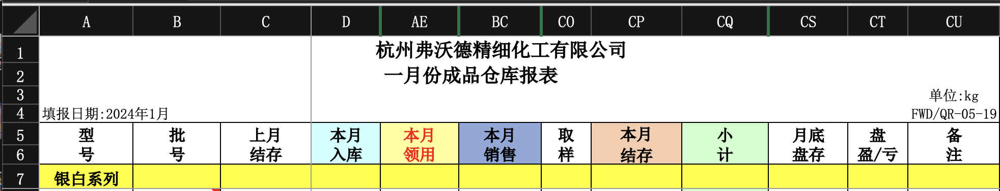 A B C D AE BC CO CP CQ CS CT CU
1 杭州弗沃德精细化工有限公司
2 一月份成品仓库报表
3 单位:kg
4 填报日期:2024年1月 FWD/QR-05-19
5 型 批 上月 本月 本月 本月 取 本月 小 月底 盘 备
6 号 号 结存 入库 领用 销售 样 结存 计 盘存 盈/亏 注
7 银白系列